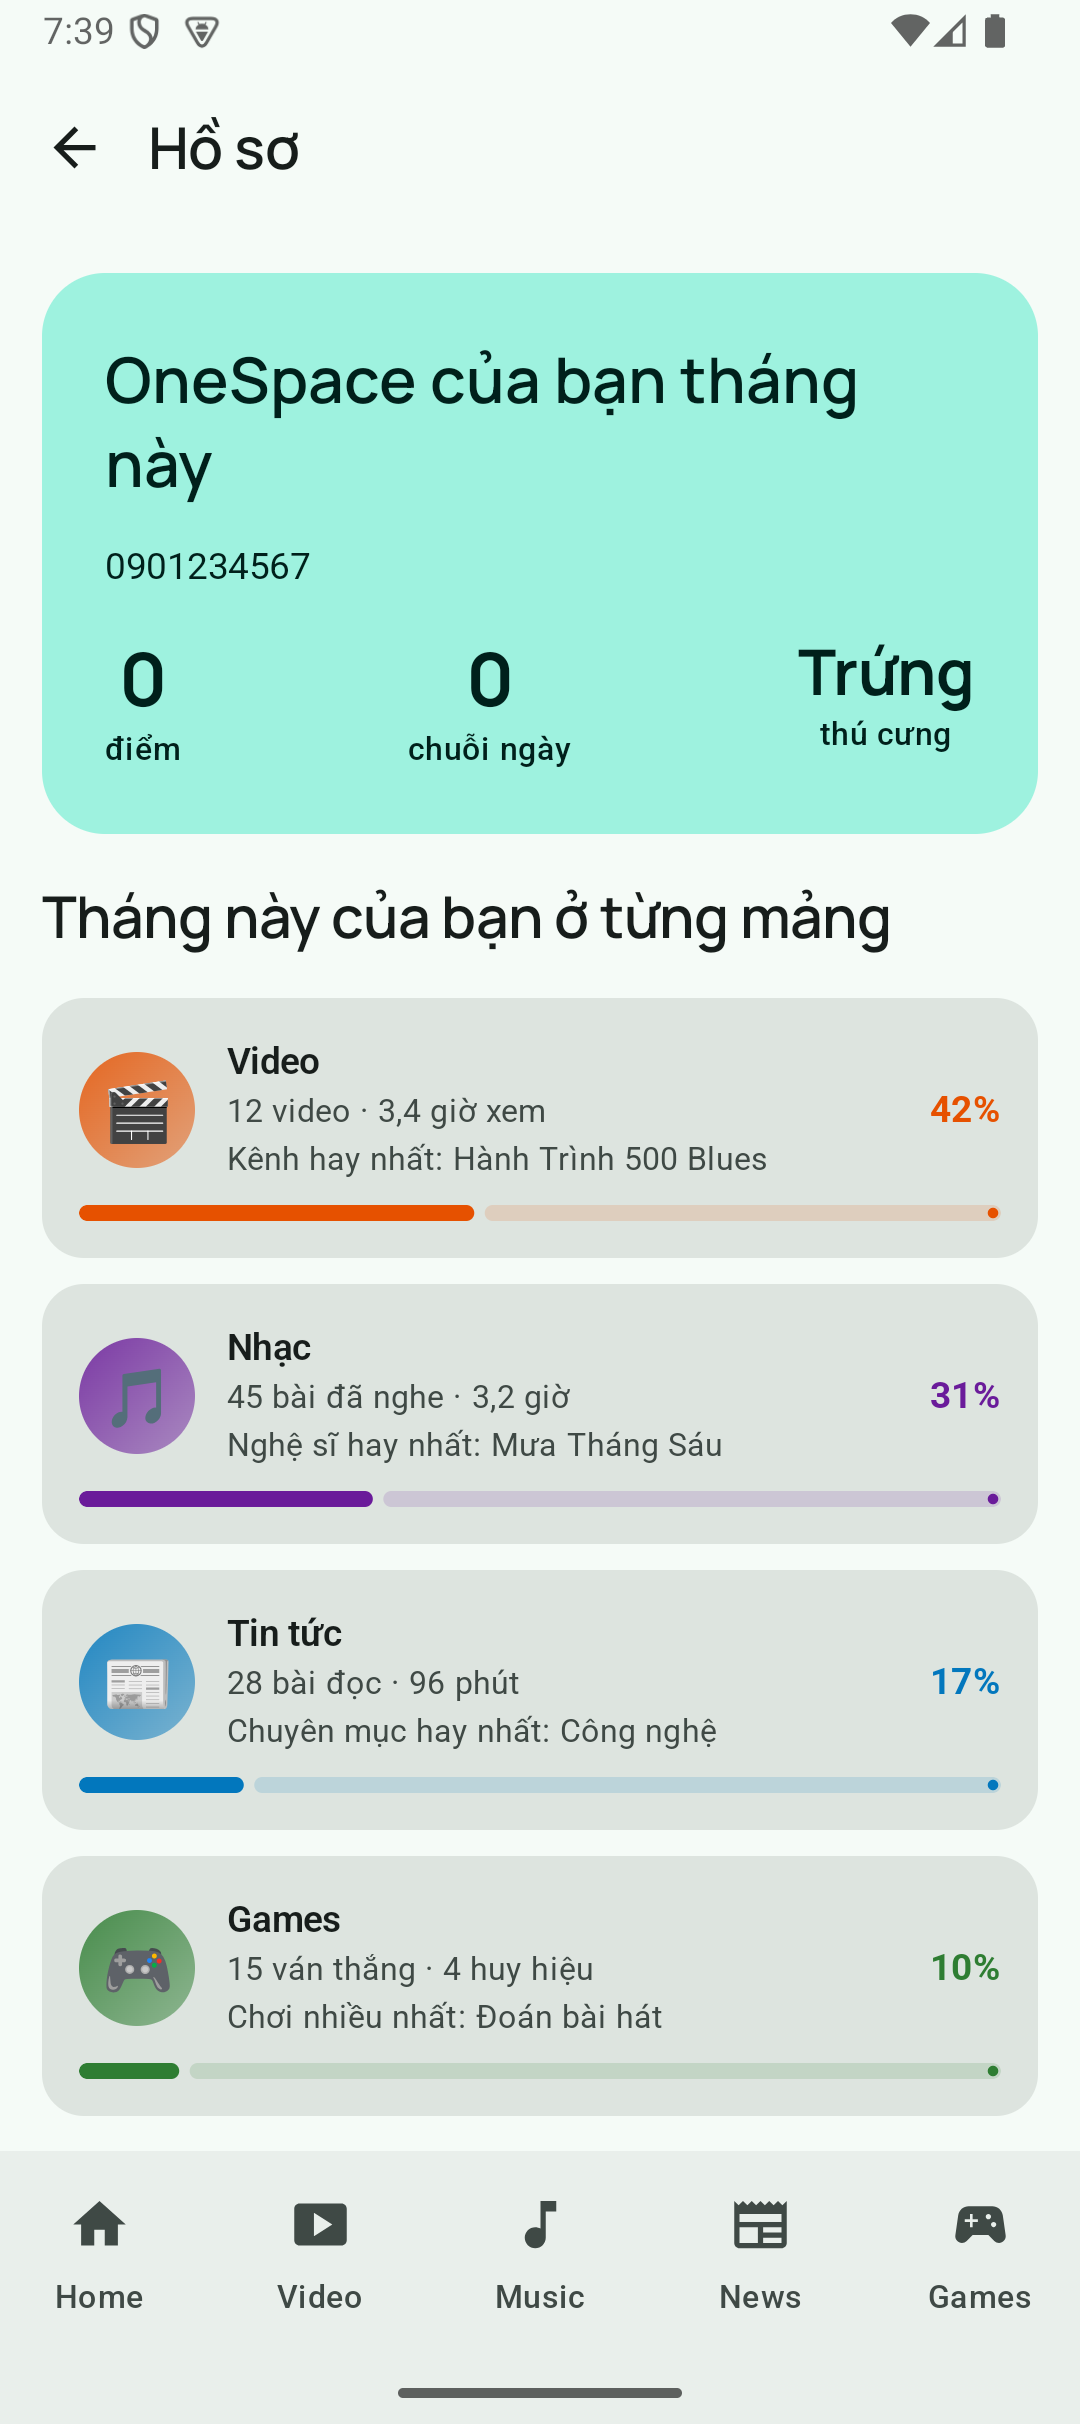 7:39
Hồ sơ
OneSpace của bạn tháng
này
0901234567
0
điểm
0
chuỗi ngày
Trứng
thú cưng
Tháng này của bạn ở từng mảng
Video
12 video · 3,4 giờ xem
Kênh hay nhất: Hành Trình 500 Blues
42%
Nhạc
45 bài đã nghe · 3,2 giờ
Nghệ sĩ hay nhất: Mưa Tháng Sáu
31%
Tin tức
28 bài đọc · 96 phút
Chuyên mục hay nhất: Công nghệ
17%
Games
15 ván thắng · 4 huy hiệu
Chơi nhiều nhất: Đoán bài hát
10%
Home
Video
Music
News
Games